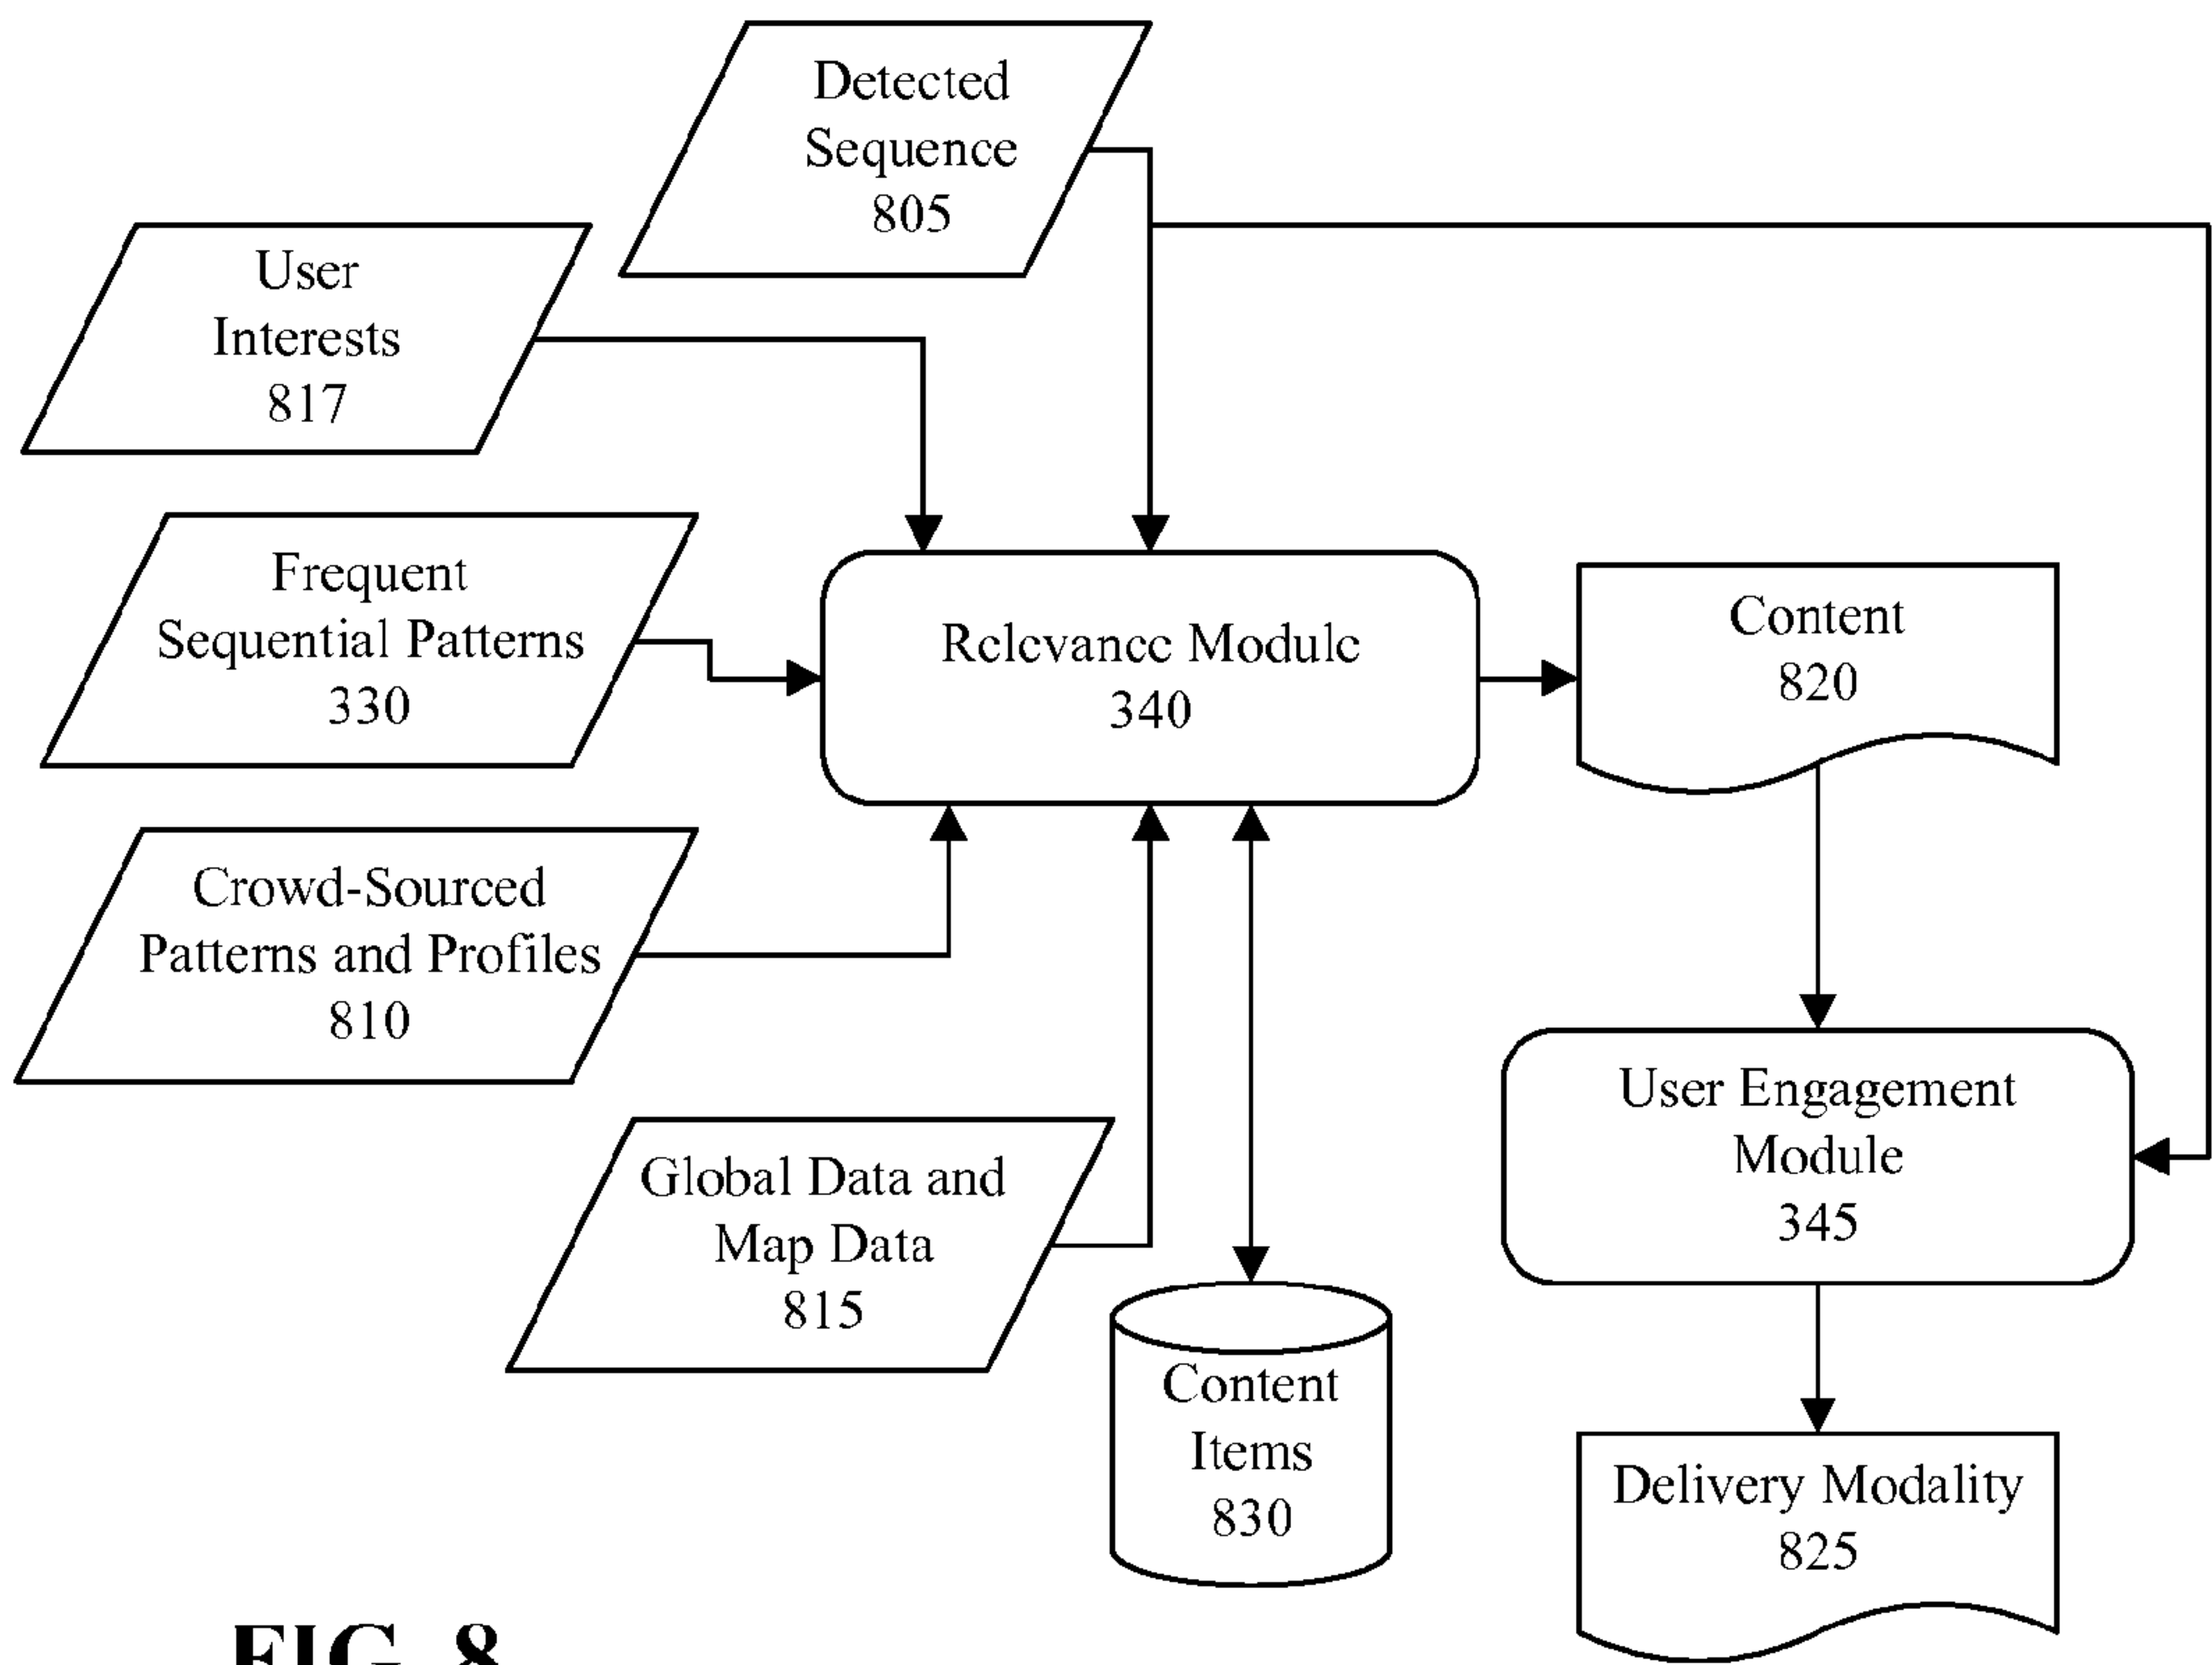 Detected
Sequence
805
User
Interests
817
Frequent
Sequential Patterns
330
Relevance Module
340
Content
820
Crowd-Sourced
Patterns and Profiles
810
User Engagement
Module
345
Global Data and
Map Data
815
Content
Items
830
Delivery Modality
825
FIG. 8